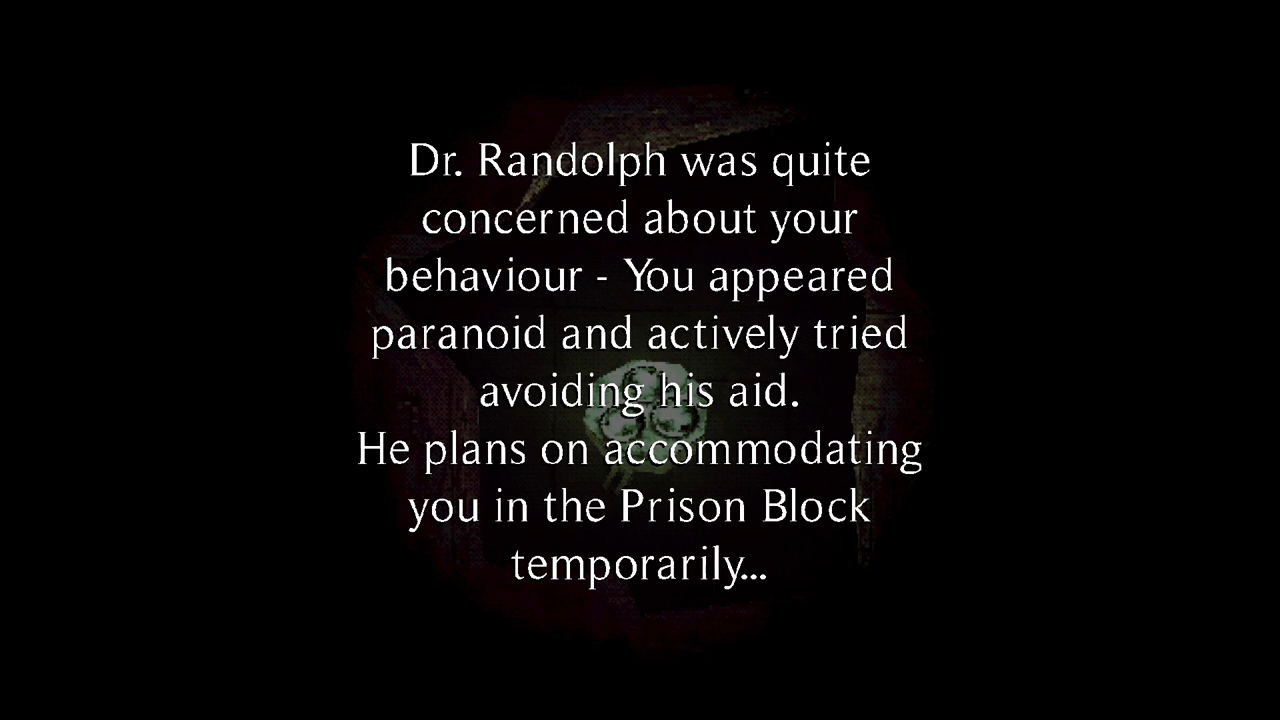 Dr. Randolph was quite
concerned about your
behaviour - You appeared
paranoid and actively tried
avoiding his aid.
He plans on accommodating
you in the Prison Block
temporarily...